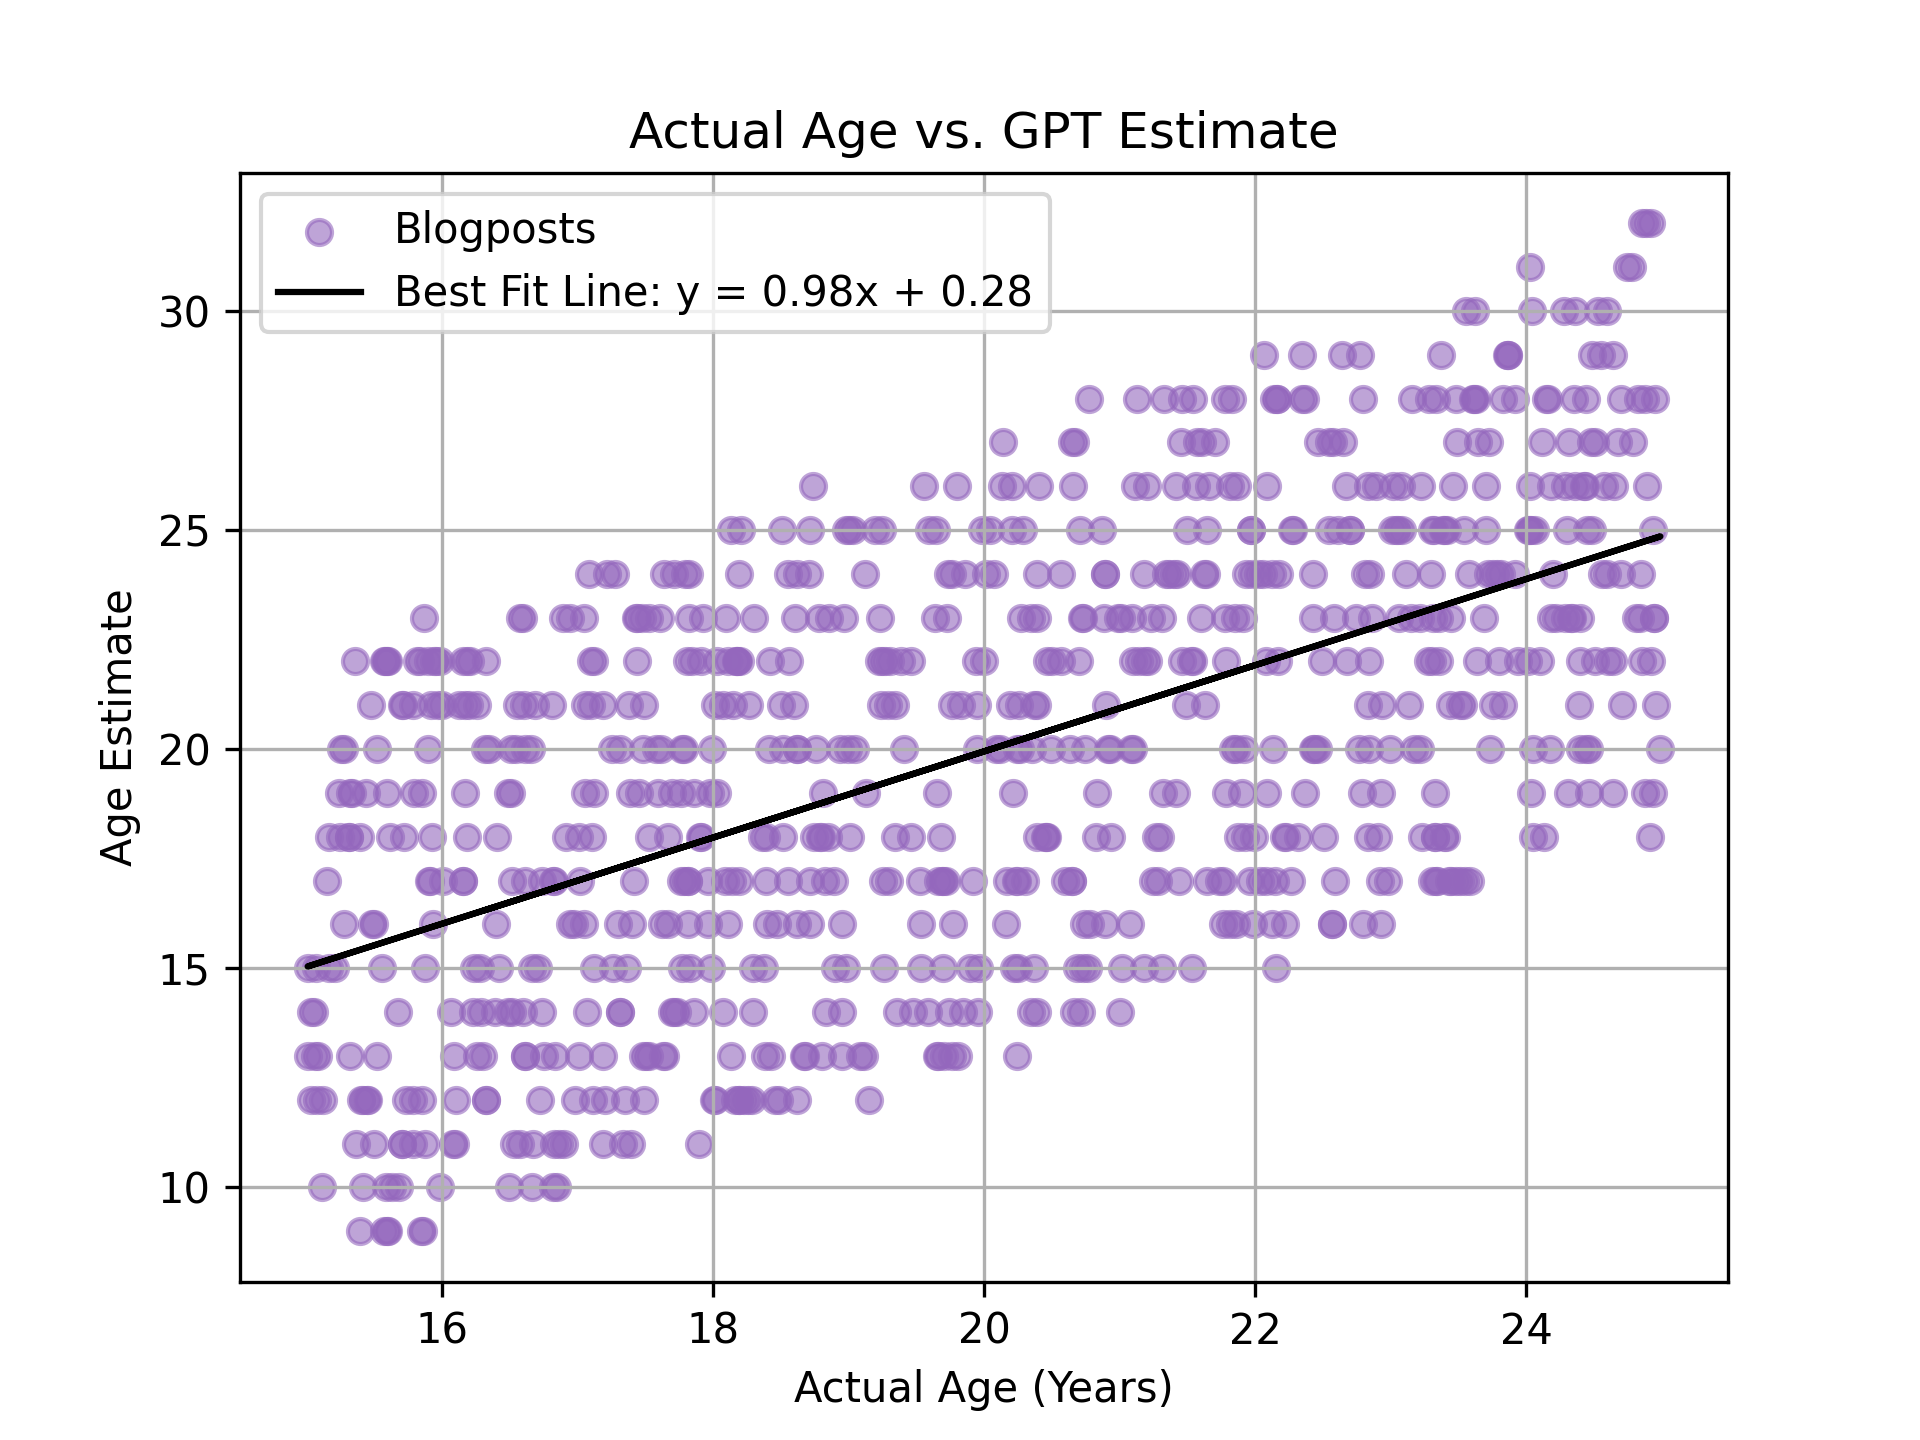 Actual Age vs. GPT Estimate
Blogposts
Best Fit Line: y = 0.98x + 0.28
30
25
20
15
10
Age Estimate
16 18 20 22 24
Actual Age (Years)